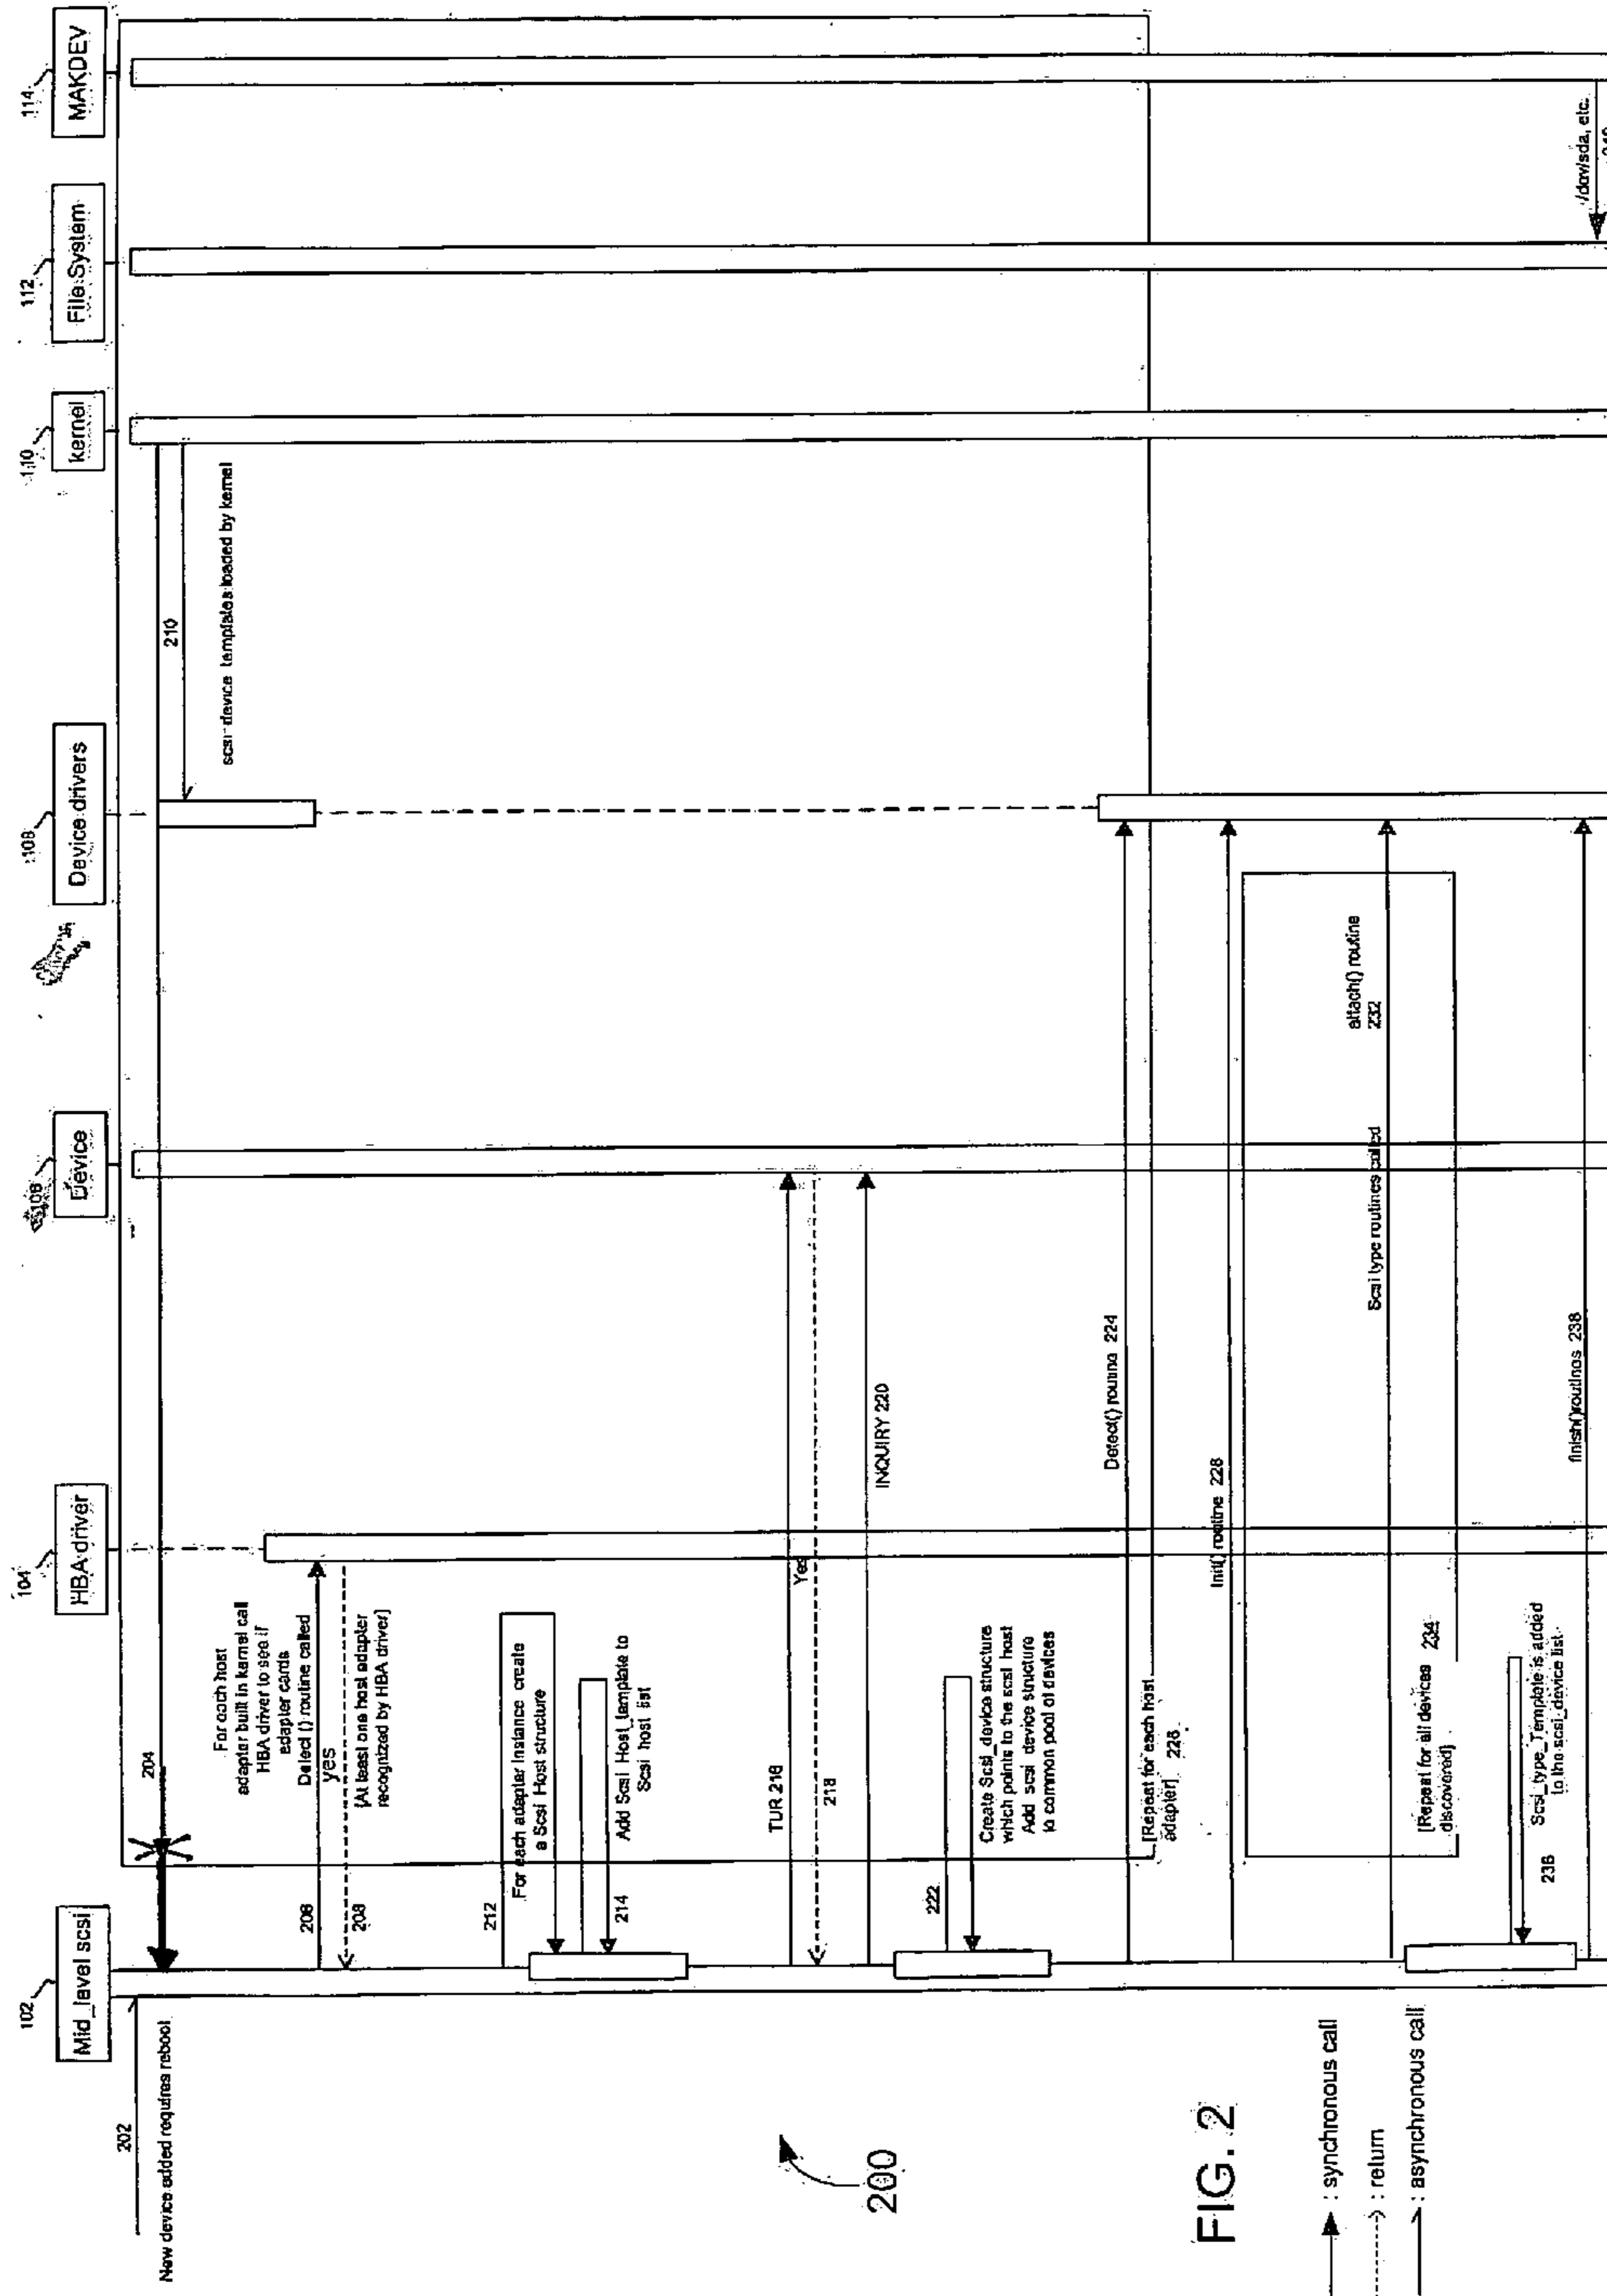 102
Mid_level scsi
104
HBA driver
106
Device
108
Device drivers
110
kernel
112
File System
114
MAKDEV
202
New device added requires reboot
204
210
scsi-device templates loaded by kernel
For each host
adapter built in kernel call
HBA driver to see if
adapter cards
Detect () routine called
yes
206
208
[At least one host adapter
recognized by HBA driver]
212
For each adapter instance create
a Scsi Host structure
214
Add Scsi Host_template to
Scsi host list
TUR 216
Yes
218
INQUIRY 220
222
Create Scsi_device structure
which points to the scsi host
Add scsi device structure
to common pool of devices
Detect() routine 224
[Repeat for each host
adapter] 226
Init() routine 228
attach() routine
232
Scsi type routines called
[Repeat for all devices 234
discovered]
236
Scsi_type_Template is added
to the scsi_device list
finish() routines 238
/dev/sda, etc.
200
FIG. 2
: synchronous call
: return
: asynchronous call